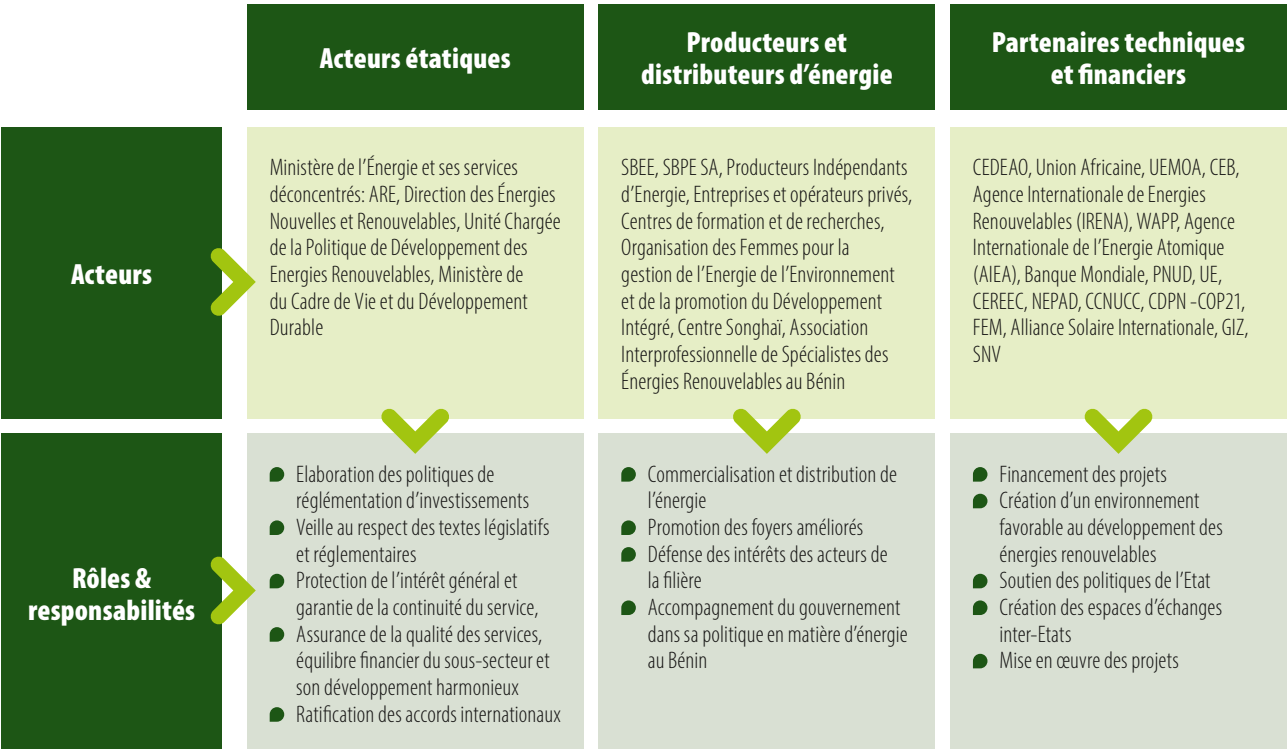 Acteurs étatiques
Producteurs et
distributeurs d'énergie
Partenaires techniques
et financiers
Acteurs
Ministère de l'Énergie et ses services
déconcentrés: ARE, Direction des Énergies
Nouvelles et Renouvelables, Unité Chargée
de la Politique de Développement des
Energies Renouvelables, Ministère de
du Cadre de Vie et du Développement
Durable
SBEE, SBPE SA, Producteurs Indépendants
d'Energie, Entreprises et opérateurs privés,
Centres de formation et de recherches,
Organisation des Femmes pour la
gestion de l'Energie de l'Environnement
et de la promotion du Développement
Intégré, Centre Songhaï, Association
Interprofessionnelle de Spécialistes des
Énergies Renouvelables au Bénin
CEDEAO, Union Africaine, UEMOA, CEB,
Agence Internationale de Energies
Renouvelables (IRENA), WAPP, Agence
Internationale de l'Energie Atomique
(AIEA), Banque Mondiale, PNUD, UE,
CEREEC, NEPAD, CCNUCC, CDPN -COP21,
FEM, Alliance Solaire Internationale, GIZ,
SNV
Rôles &
responsabilités
Elaboration des politiques de
réglémentation d'investissements
Veille au respect des textes législatifs
et réglementaires
Protection de l'intérêt général et
garantie de la continuité du service,
Assurance de la qualité des services,
équilibre financier du sous-secteur et
son développement harmonieux
Ratification des accords internationaux
Commercialisation et distribution de
l'énergie
Promotion des foyers améliorés
Défense des intérêts des acteurs de
la filière
Accompagnement du gouvernement
dans sa politique en matière d'énergie
au Bénin
Financement des projets
Création d'un environnement
favorable au développement des
énergies renouvelables
Soutien des politiques de l'Etat
Création des espaces d'échanges
inter-Etats
Mise en œuvre des projets